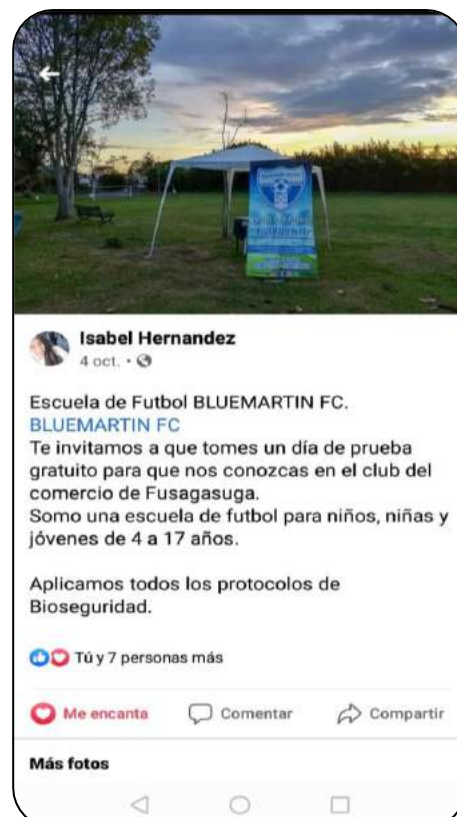 BLUEMARTIN FC
Isabel Hernandez
4 oct.
Escuela de Futbol BLUEMARTIN FC.
BLUEMARTIN FC
Te invitamos a que tomes un día de prueba
gratuito para que nos conozcas en el club del
comercio de Fusagasuga.
Somo una escuela de futbol para niños, niñas y
jóvenes de 4 a 17 años.
Aplicamos todos los protocolos de
Bioseguridad.
Tú y 7 personas más
Me encanta Comentar Compartir
Más fotos